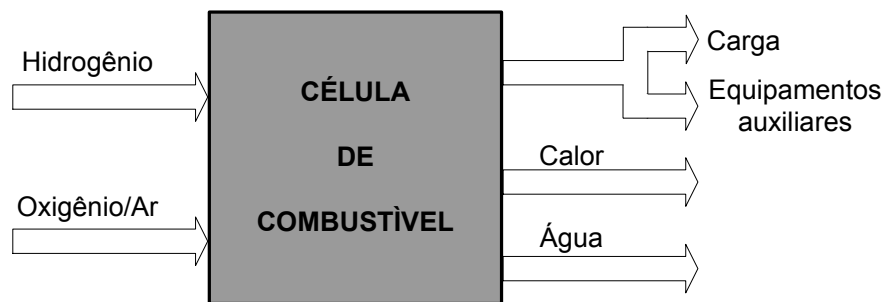 Hidrogênio
Oxigênio/Ar
CÉLULA
DE
COMBUSTÌVEL
Carga
Equipamentos
auxiliares
Calor
Água